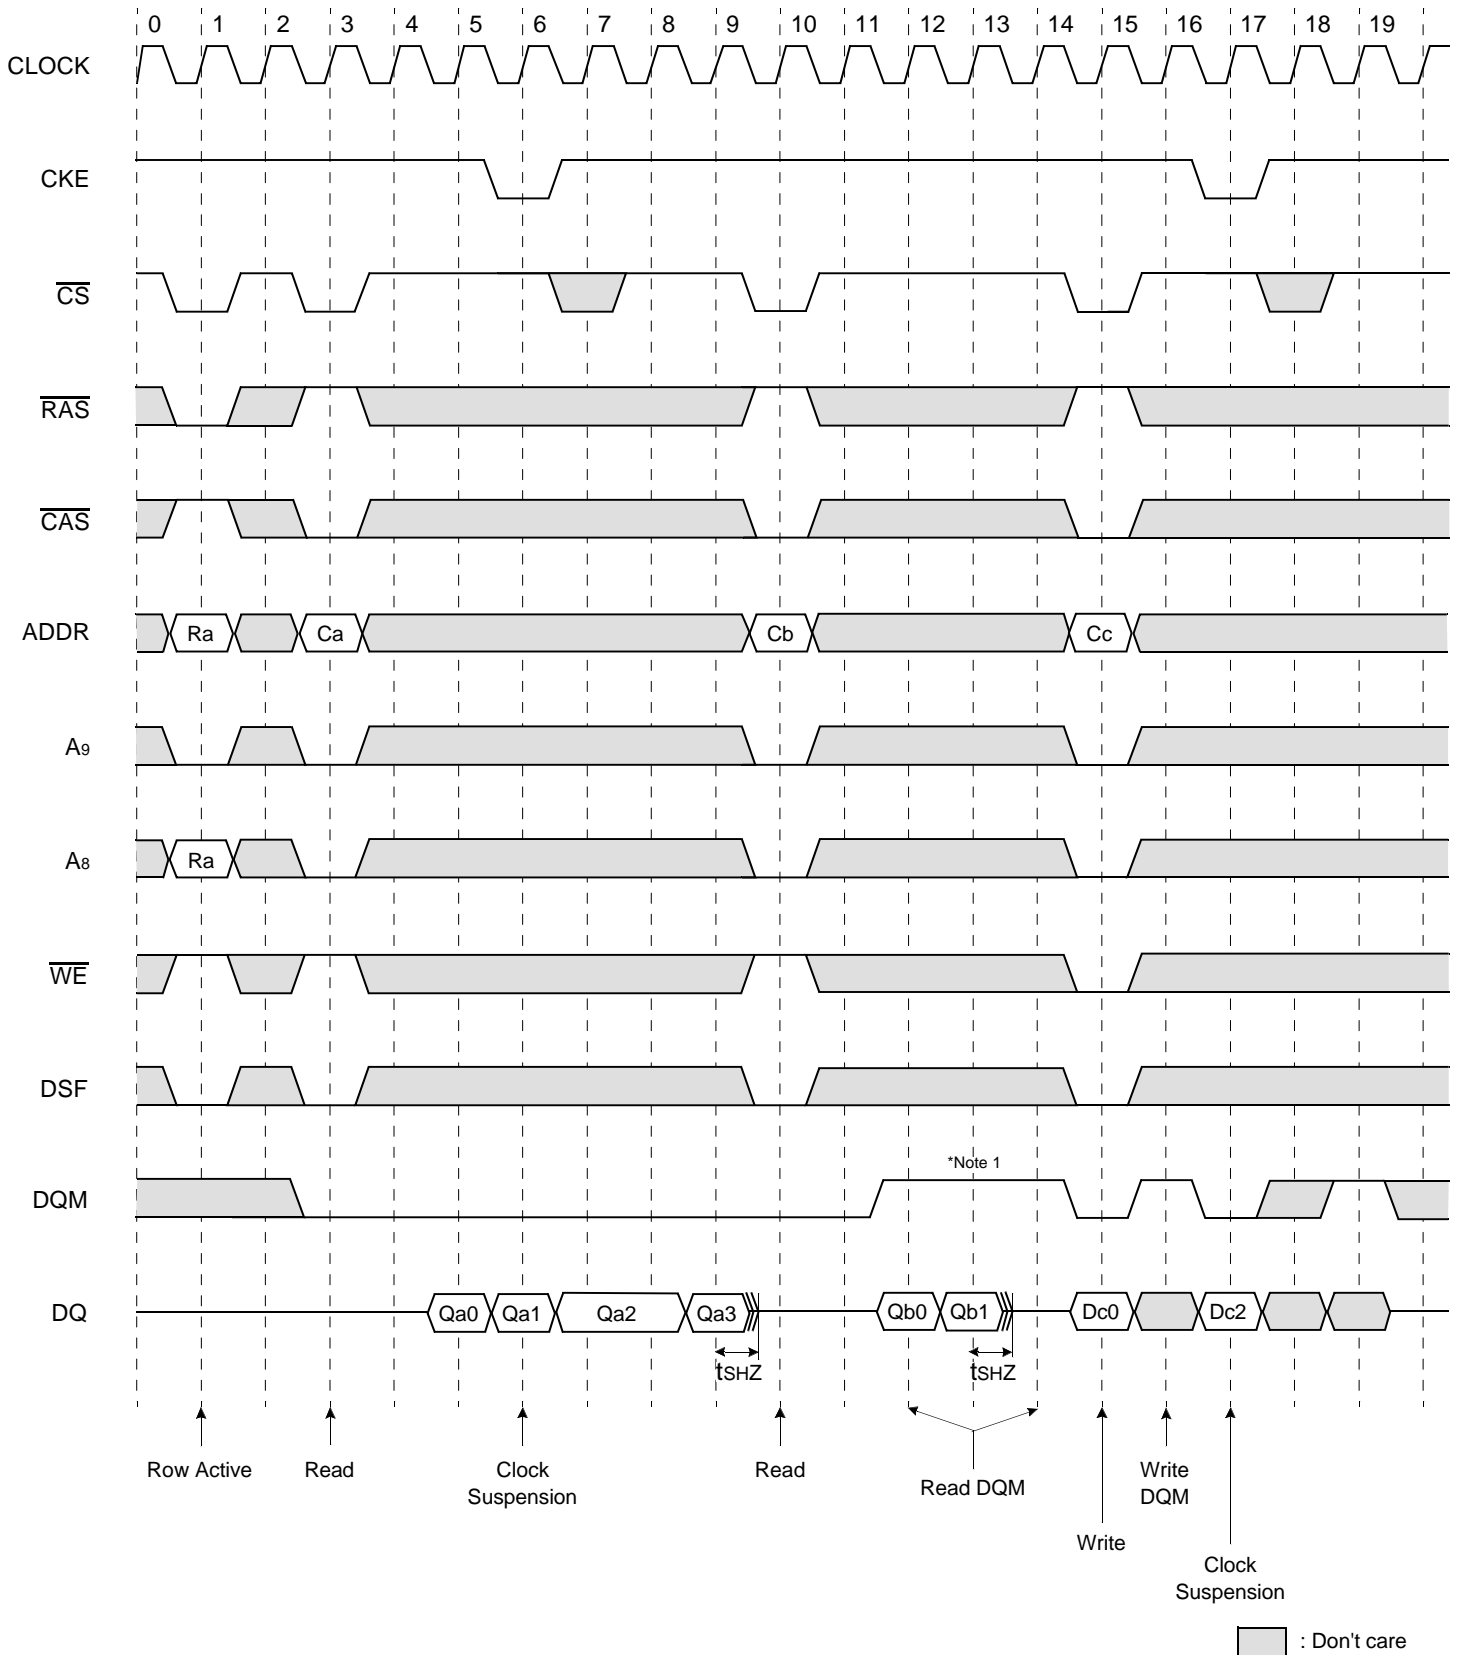 0 1 2 3 4 5 6 7 8 9 10 11 12 13 14 15 16 17 18 19
CLOCK
CKE
CS
RAS
CAS
ADDR Ra Ca Cb Cc
A9
A8 Ra
WE
DSF
*Note 1
DQM
DQ Qa0 Qa1 Qa2 Qa3 Qb0 Qb1 Dc0 Dc2
tSHZ tSHZ
Row Active Read Clock Suspension Read Read DQM Write DQM
Write
Clock
Suspension
: Don't care